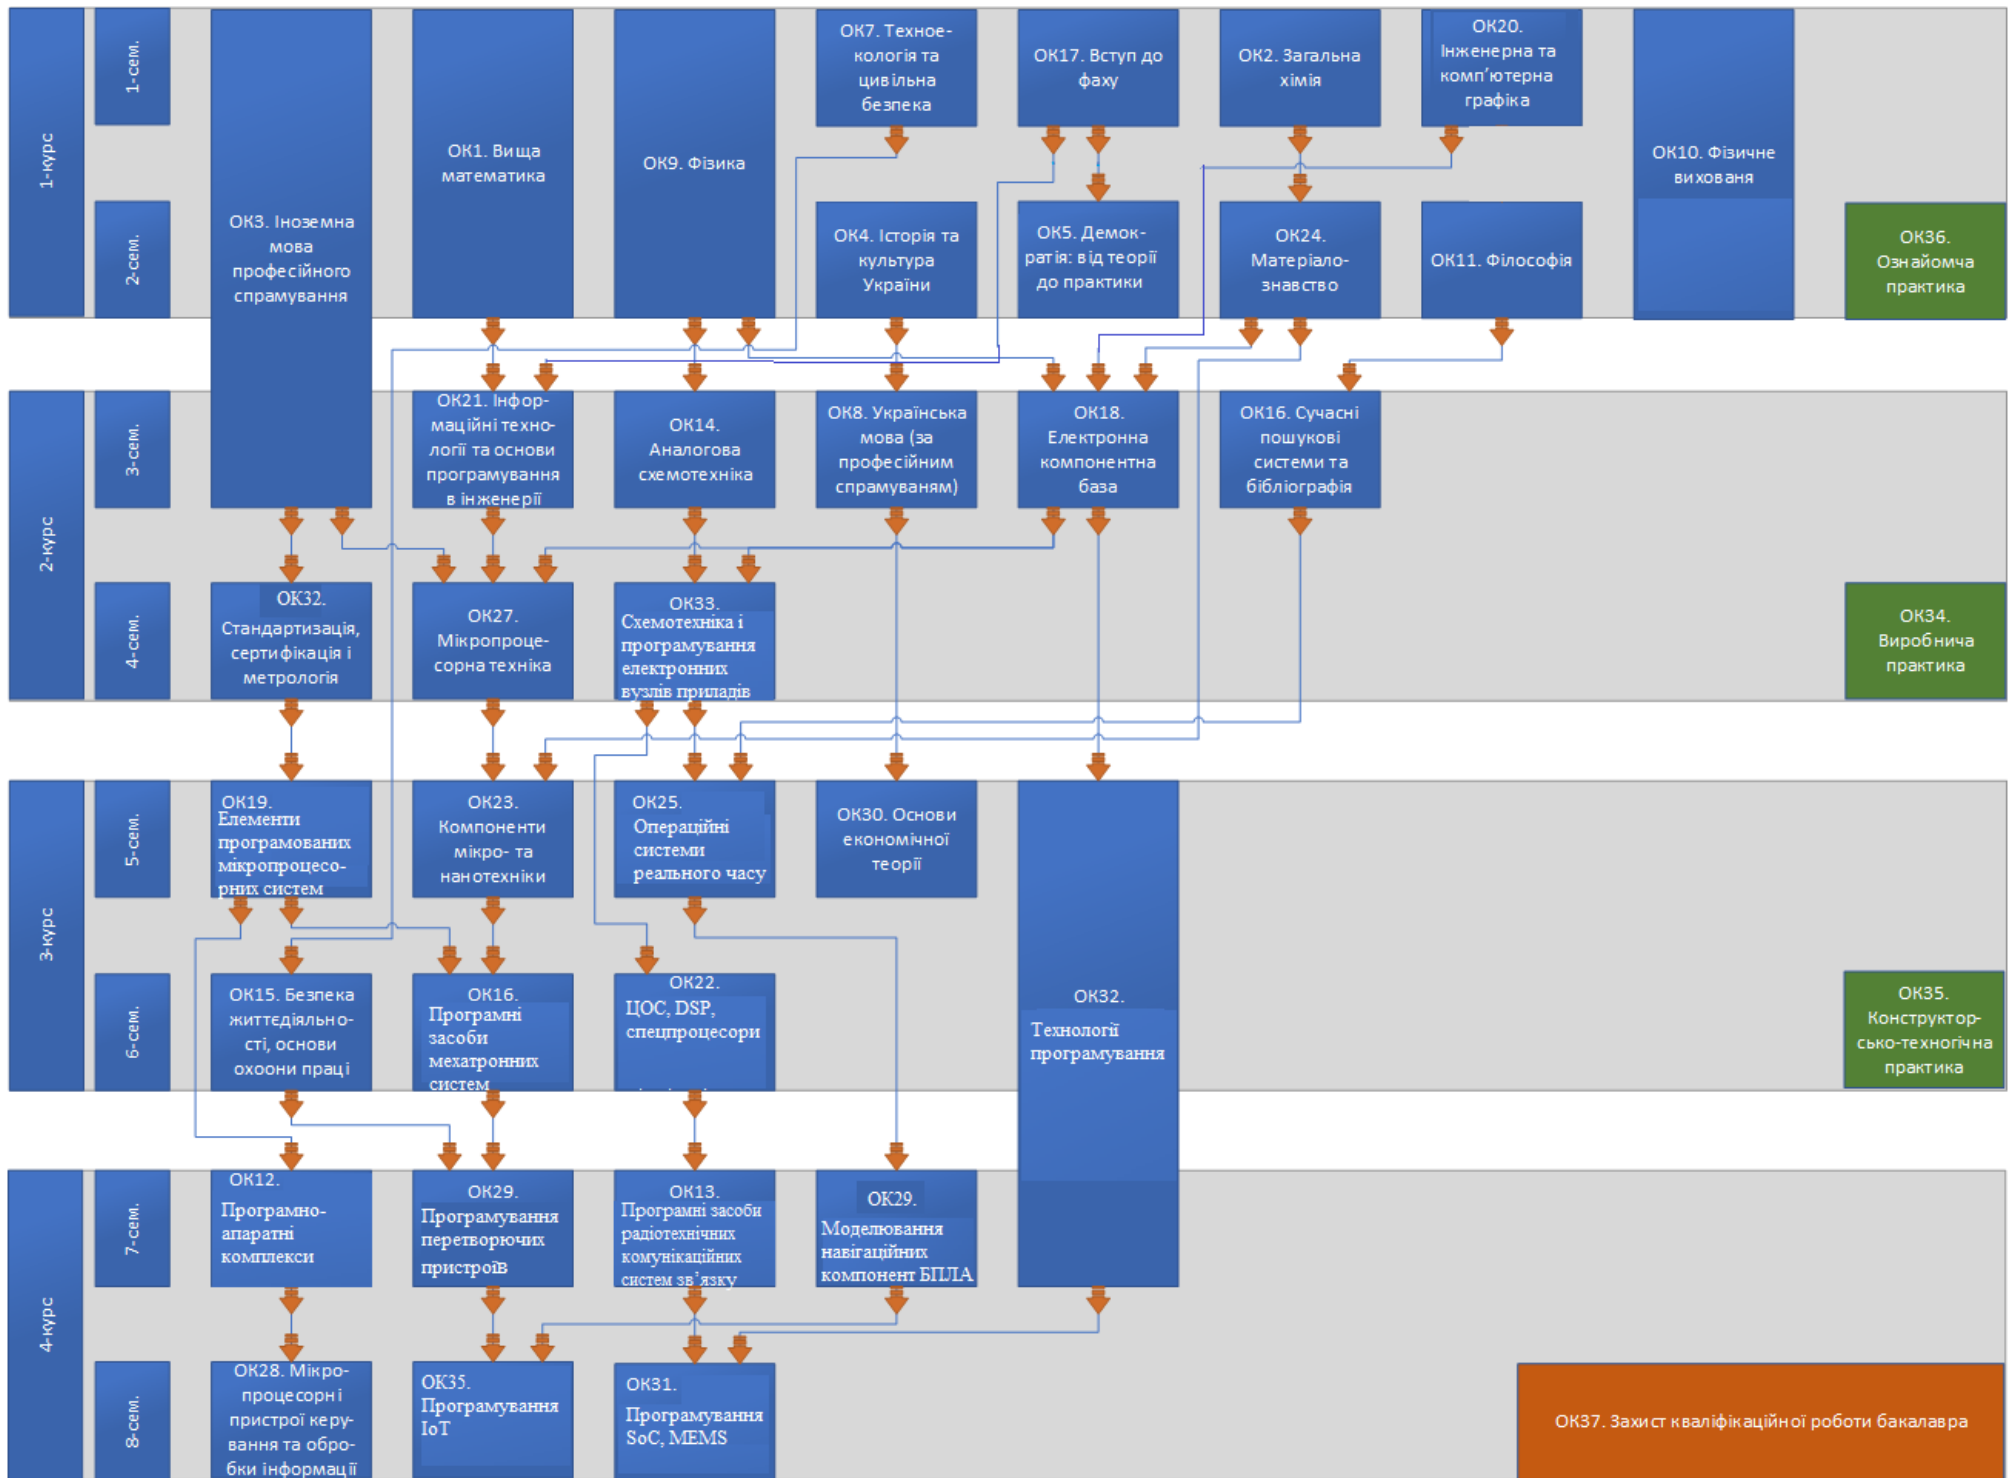 1-курс
1-сем.
ОК7. Техное-
кологія та
цивільна
безпека
ОК17. Вступ до
фаху
ОК2. Загальна
хімія
ОК20.
Інженерна та
комп’ютерна
графіка
ОК1. Вища
математика
ОК9. Фізика
ОК10. Фізичне
вихованя
2-сем.
ОК3. Іноземна
мова
професійного
спрамування
ОК4. Історія та
культура
України
ОК5. Демок-
ратія: від теорії
до практики
ОК24.
Матеріало-
знавство
ОК11. Філософія
ОК36.
Ознайомча
практика
2-курс
3-сем.
ОК21. Інфор-
маційні техно-
логії та основи
програмування
в інженерії
ОК14.
Аналогова
схемотехніка
ОК8. Українська
мова (за
професійним
спрамуваням)
ОК18.
Електронна
компонентна
база
ОК16. Сучасні
пошукові
системи та
бібліографія
4-сем.
ОК32.
Стандартизація,
сертифікація і
метрологія
ОК27.
Мікропроце-
сорна техніка
ОК33.
Схемотехніка і
програмування
електронних
вузлів приладів
ОК34.
Виробнича
практика
3-курс
5-сем.
ОК19.
Елементи
програмованих
мікропроцесо-
рних систем
ОК23.
Компоненти
мікро- та
нанотехніки
ОК25.
Операційні
системи
реального часу
ОК30. Основи
економічної
теорії
6-сем.
ОК15. Безпека
життєдіяльно-
сті, основи
охоони праці
ОК16.
Програмні
засоби
мехатронних
систем
ОК22.
ЦОС, DSP,
спецпроцесори
ОК32.
Технології
програмування
ОК35.
Конструктор-
сько-техногічна
практика
4-курс
7-сем.
ОК12.
Програмно-
апаратні
комплекси
ОК29.
Програмування
перетворючих
пристроїв
ОК13.
Програмні засоби
радіотехнічних
комунікаційних
систем зв’язку
ОК29.
Моделювання
навігаційних
компонент БПЛА
8-сем.
ОК28. Мікро-
процесорні
пристрої керу-
вання та обро-
бки інформації
ОК35.
Програмування
ІоТ
ОК31.
Програмування
SoC, MEMS
ОК37. Захист кваліфікаційної роботи бакалавра